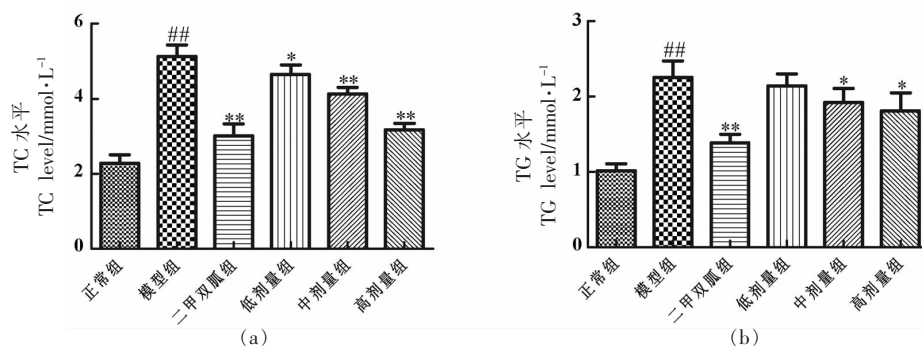 TC 水平
TC level/mmol·L⁻¹
6
4
2
0
##
**
*
**
**
正常组
模型组
二甲双胍组
低剂量组
中剂量组
高剂量组
(a)
TG 水平
TG level/mmol·L⁻¹
3
2
1
0
##
**
*
*
正常组
模型组
二甲双胍组
低剂量组
中剂量组
高剂量组
(b)